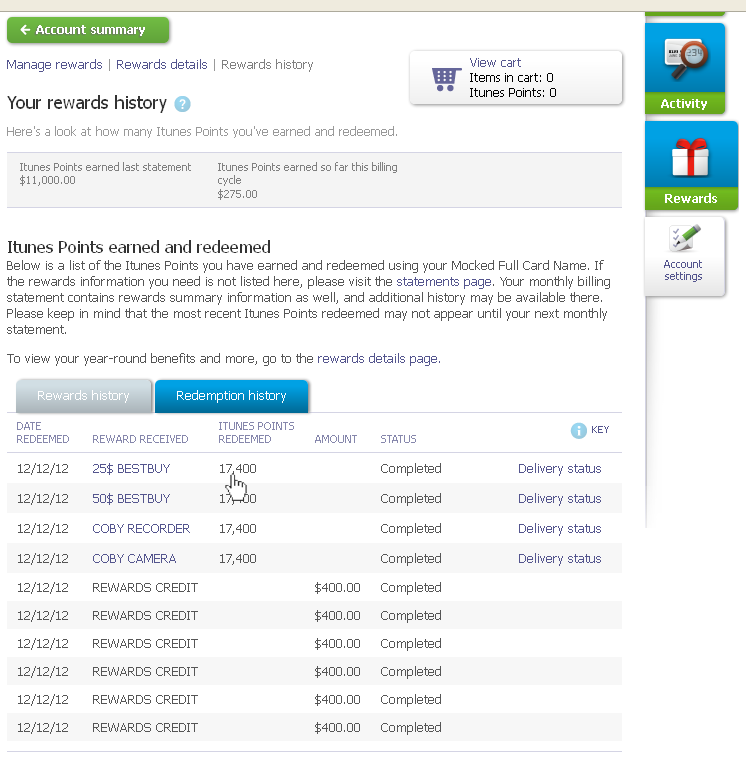 Account summary
Manage rewards | Rewards details | Rewards history
View cart
Items in cart: 0
Itunes Points: 0
Your rewards history ?
Here's a look at how many Itunes Points you've earned and redeemed.
Itunes Points earned last statement
$11,000.00
Itunes Points earned so far this billing
cycle
$275.00
Activity
Rewards
Account
settings
Itunes Points earned and redeemed
Below is a list of the Itunes Points you have earned and redeemed using your Mocked Full Card Name. If
the rewards information you need is not listed here, please visit the statements page. Your monthly billing
statement contains rewards summary information as well, and additional history may be available there.
Please keep in mind that the most recent Itunes Points redeemed may not appear until your next monthly
statement.
To view your year-round benefits and more, go to the rewards details page.
Rewards history
Redemption history
DATE
REDEEMED
REWARD RECEIVED
ITUNES POINTS
REDEEMED
AMOUNT
STATUS
i KEY
12/12/12 25$ BESTBUY 17,400 Completed Delivery status
12/12/12 50$ BESTBUY Completed Delivery status
12/12/12 COBY RECORDER 17,400 Completed Delivery status
12/12/12 COBY CAMERA 17,400 Completed Delivery status
12/12/12 REWARDS CREDIT $400.00 Completed
12/12/12 REWARDS CREDIT $400.00 Completed
12/12/12 REWARDS CREDIT $400.00 Completed
12/12/12 REWARDS CREDIT $400.00 Completed
12/12/12 REWARDS CREDIT $400.00 Completed
12/12/12 REWARDS CREDIT $400.00 Completed